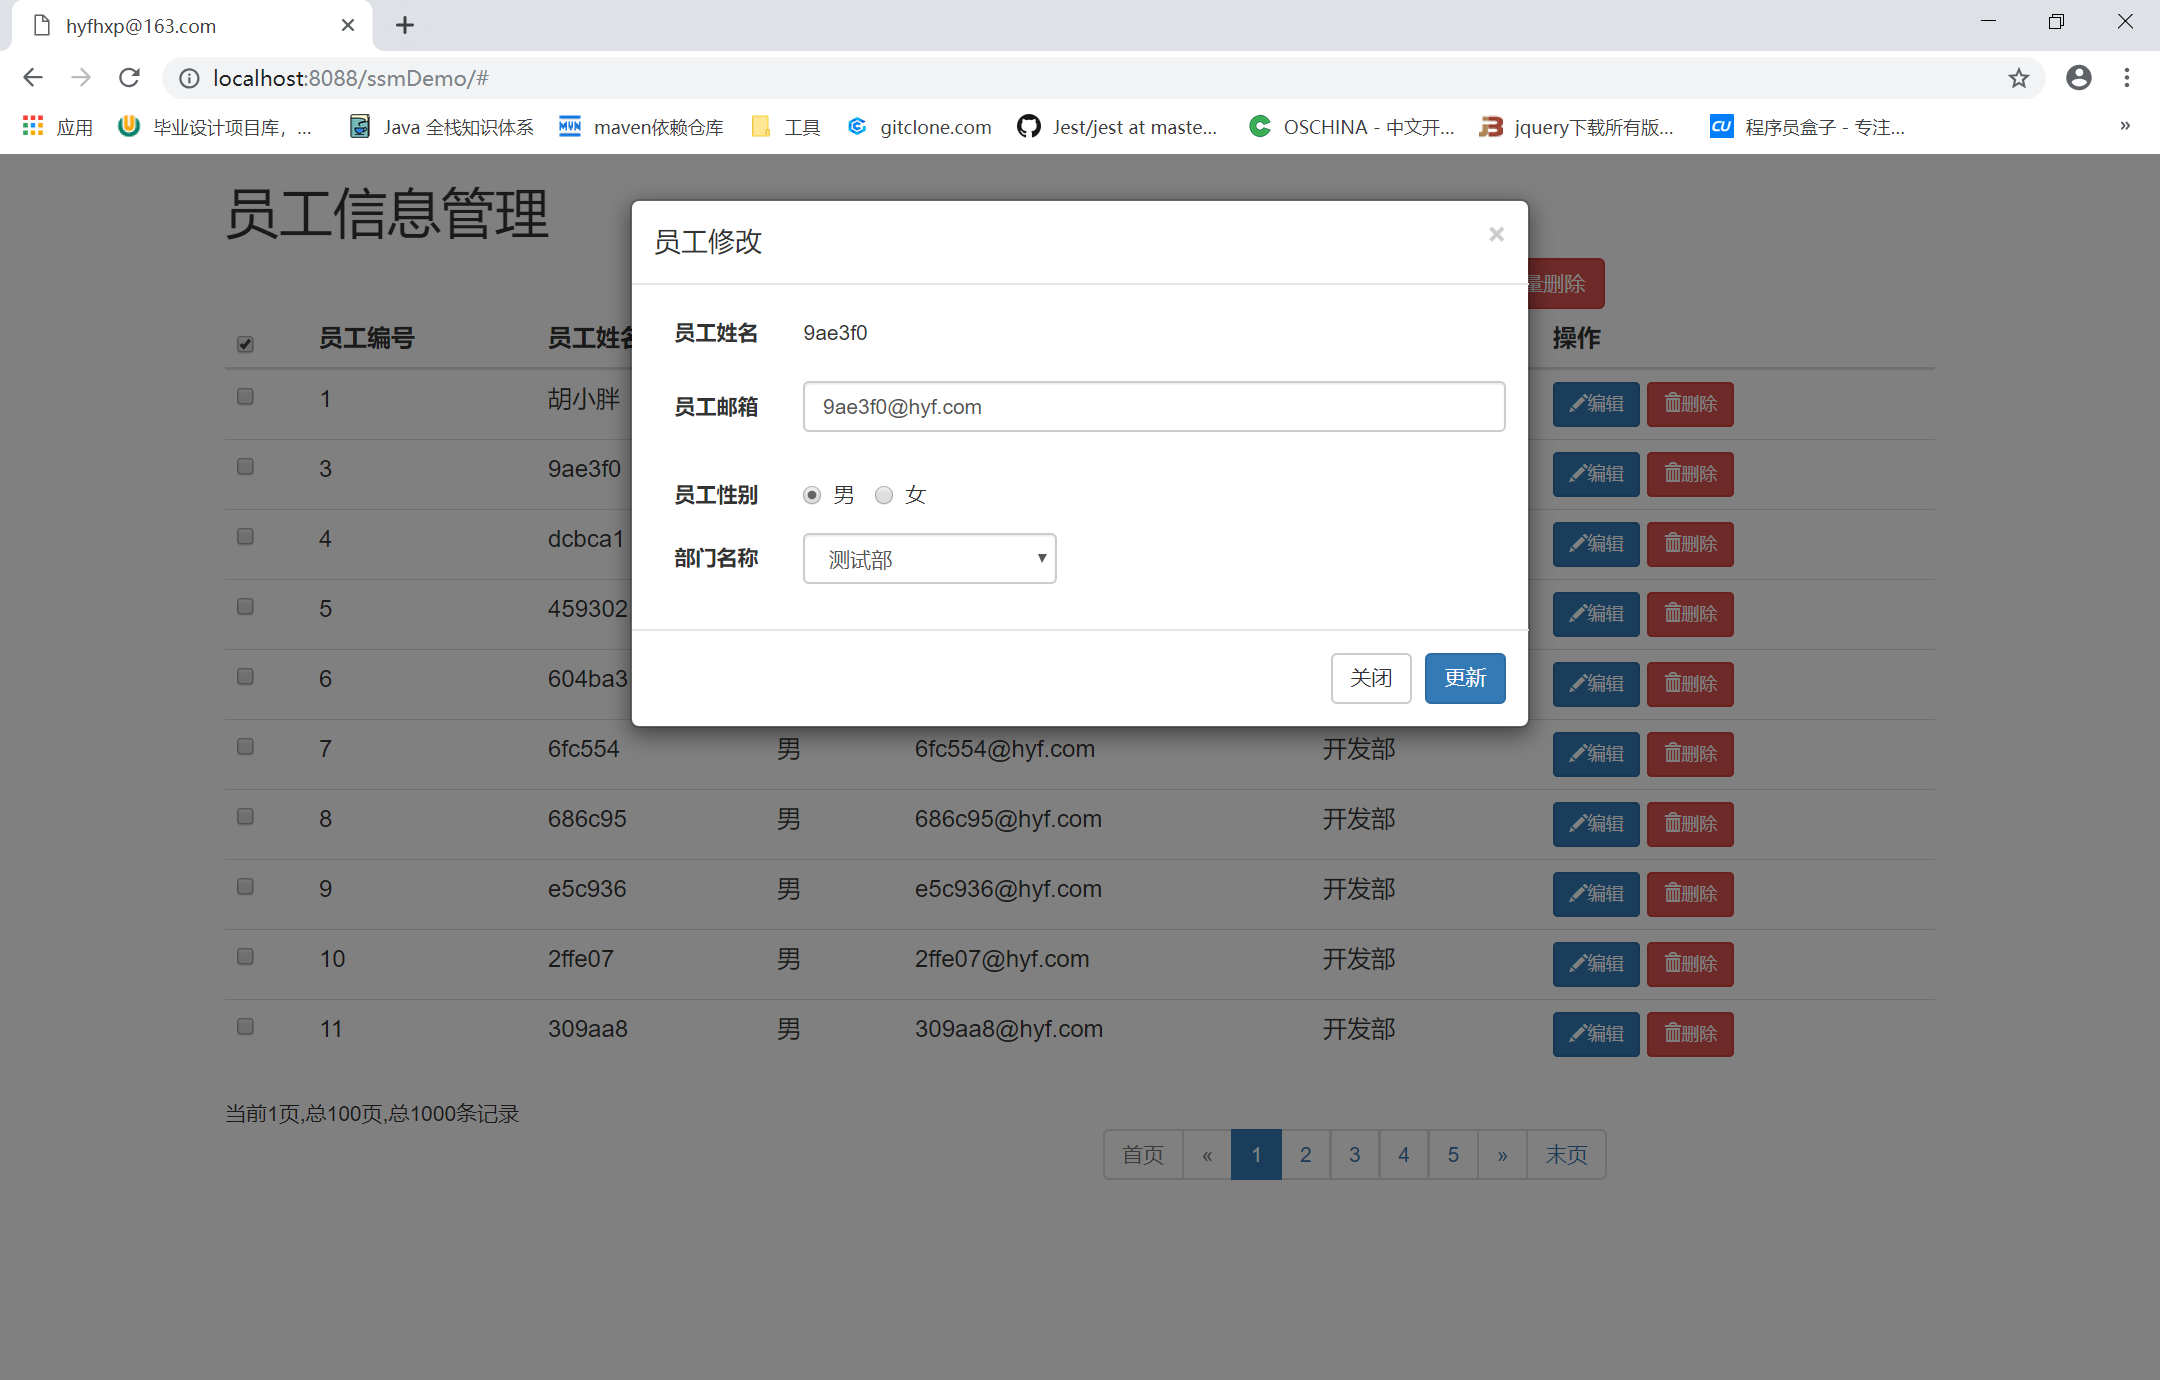 hyfhxp@163.com
localhost:8088/ssmDemo/#
应用 毕业设计项目库，... Java 全栈知识体系 maven依赖仓库 工具 gitclone.com Jest/jest at maste... OSCHINA - 中文开... jquery下载所有版... 程序员盒子 - 专注... »
员工信息管理
员工修改 ×
量删除
员工编号 员工姓名 操作
员工姓名 9ae3f0
员工邮箱 9ae3f0@hyf.com
员工性别 男 女
部门名称 测试部
关闭 更新
1 胡小胖 编辑 删除
3 9ae3f0 编辑 删除
4 dcbca1 编辑 删除
5 459302 编辑 删除
6 604ba3 编辑 删除
7 6fc554 男 6fc554@hyf.com 开发部 编辑 删除
8 686c95 男 686c95@hyf.com 开发部 编辑 删除
9 e5c936 男 e5c936@hyf.com 开发部 编辑 删除
10 2ffe07 男 2ffe07@hyf.com 开发部 编辑 删除
11 309aa8 男 309aa8@hyf.com 开发部 编辑 删除
当前1页,总100页,总1000条记录
首页 « 1 2 3 4 5 » 末页